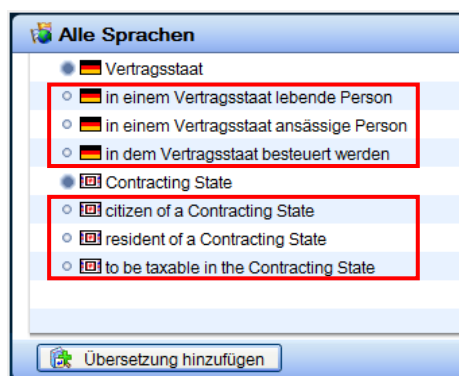 Alle Sprachen
Vertragsstaat
in einem Vertragsstaat lebende Person
in einem Vertragsstaat ansässige Person
in dem Vertragsstaat besteuert werden
Contracting State
citizen of a Contracting State
resident of a Contracting State
to be taxable in the Contracting State
Übersetzung hinzufügen